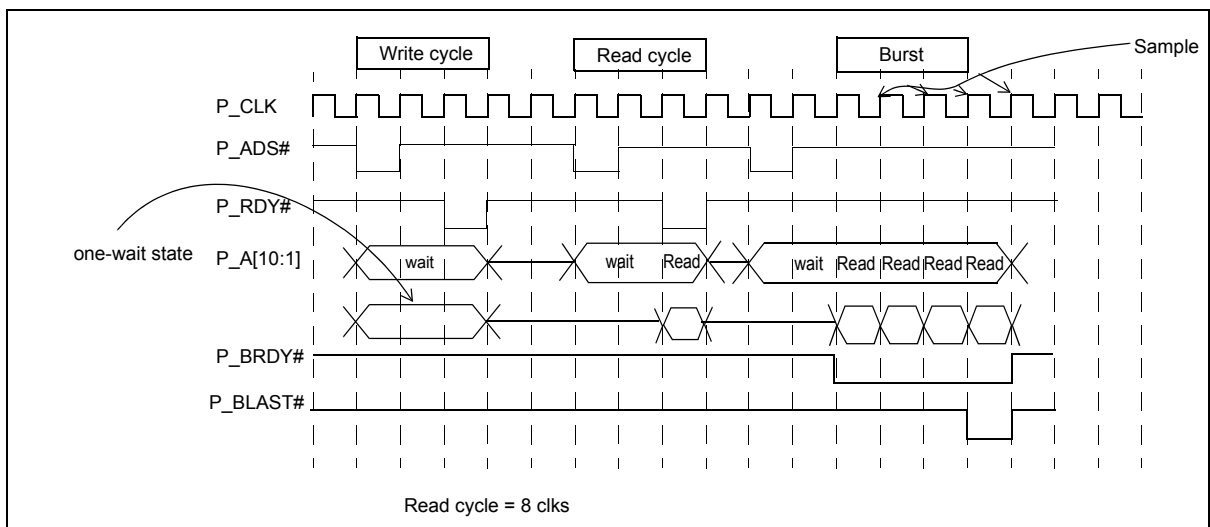 Write cycle
Read cycle
Burst
Sample
P_CLK
P_ADS#
P_RDY#
one-wait state
P_A[10:1]
wait
wait
Read
wait
Read
Read
Read
Read
P_BRDY#
P_BLAST#
Read cycle = 8 clks